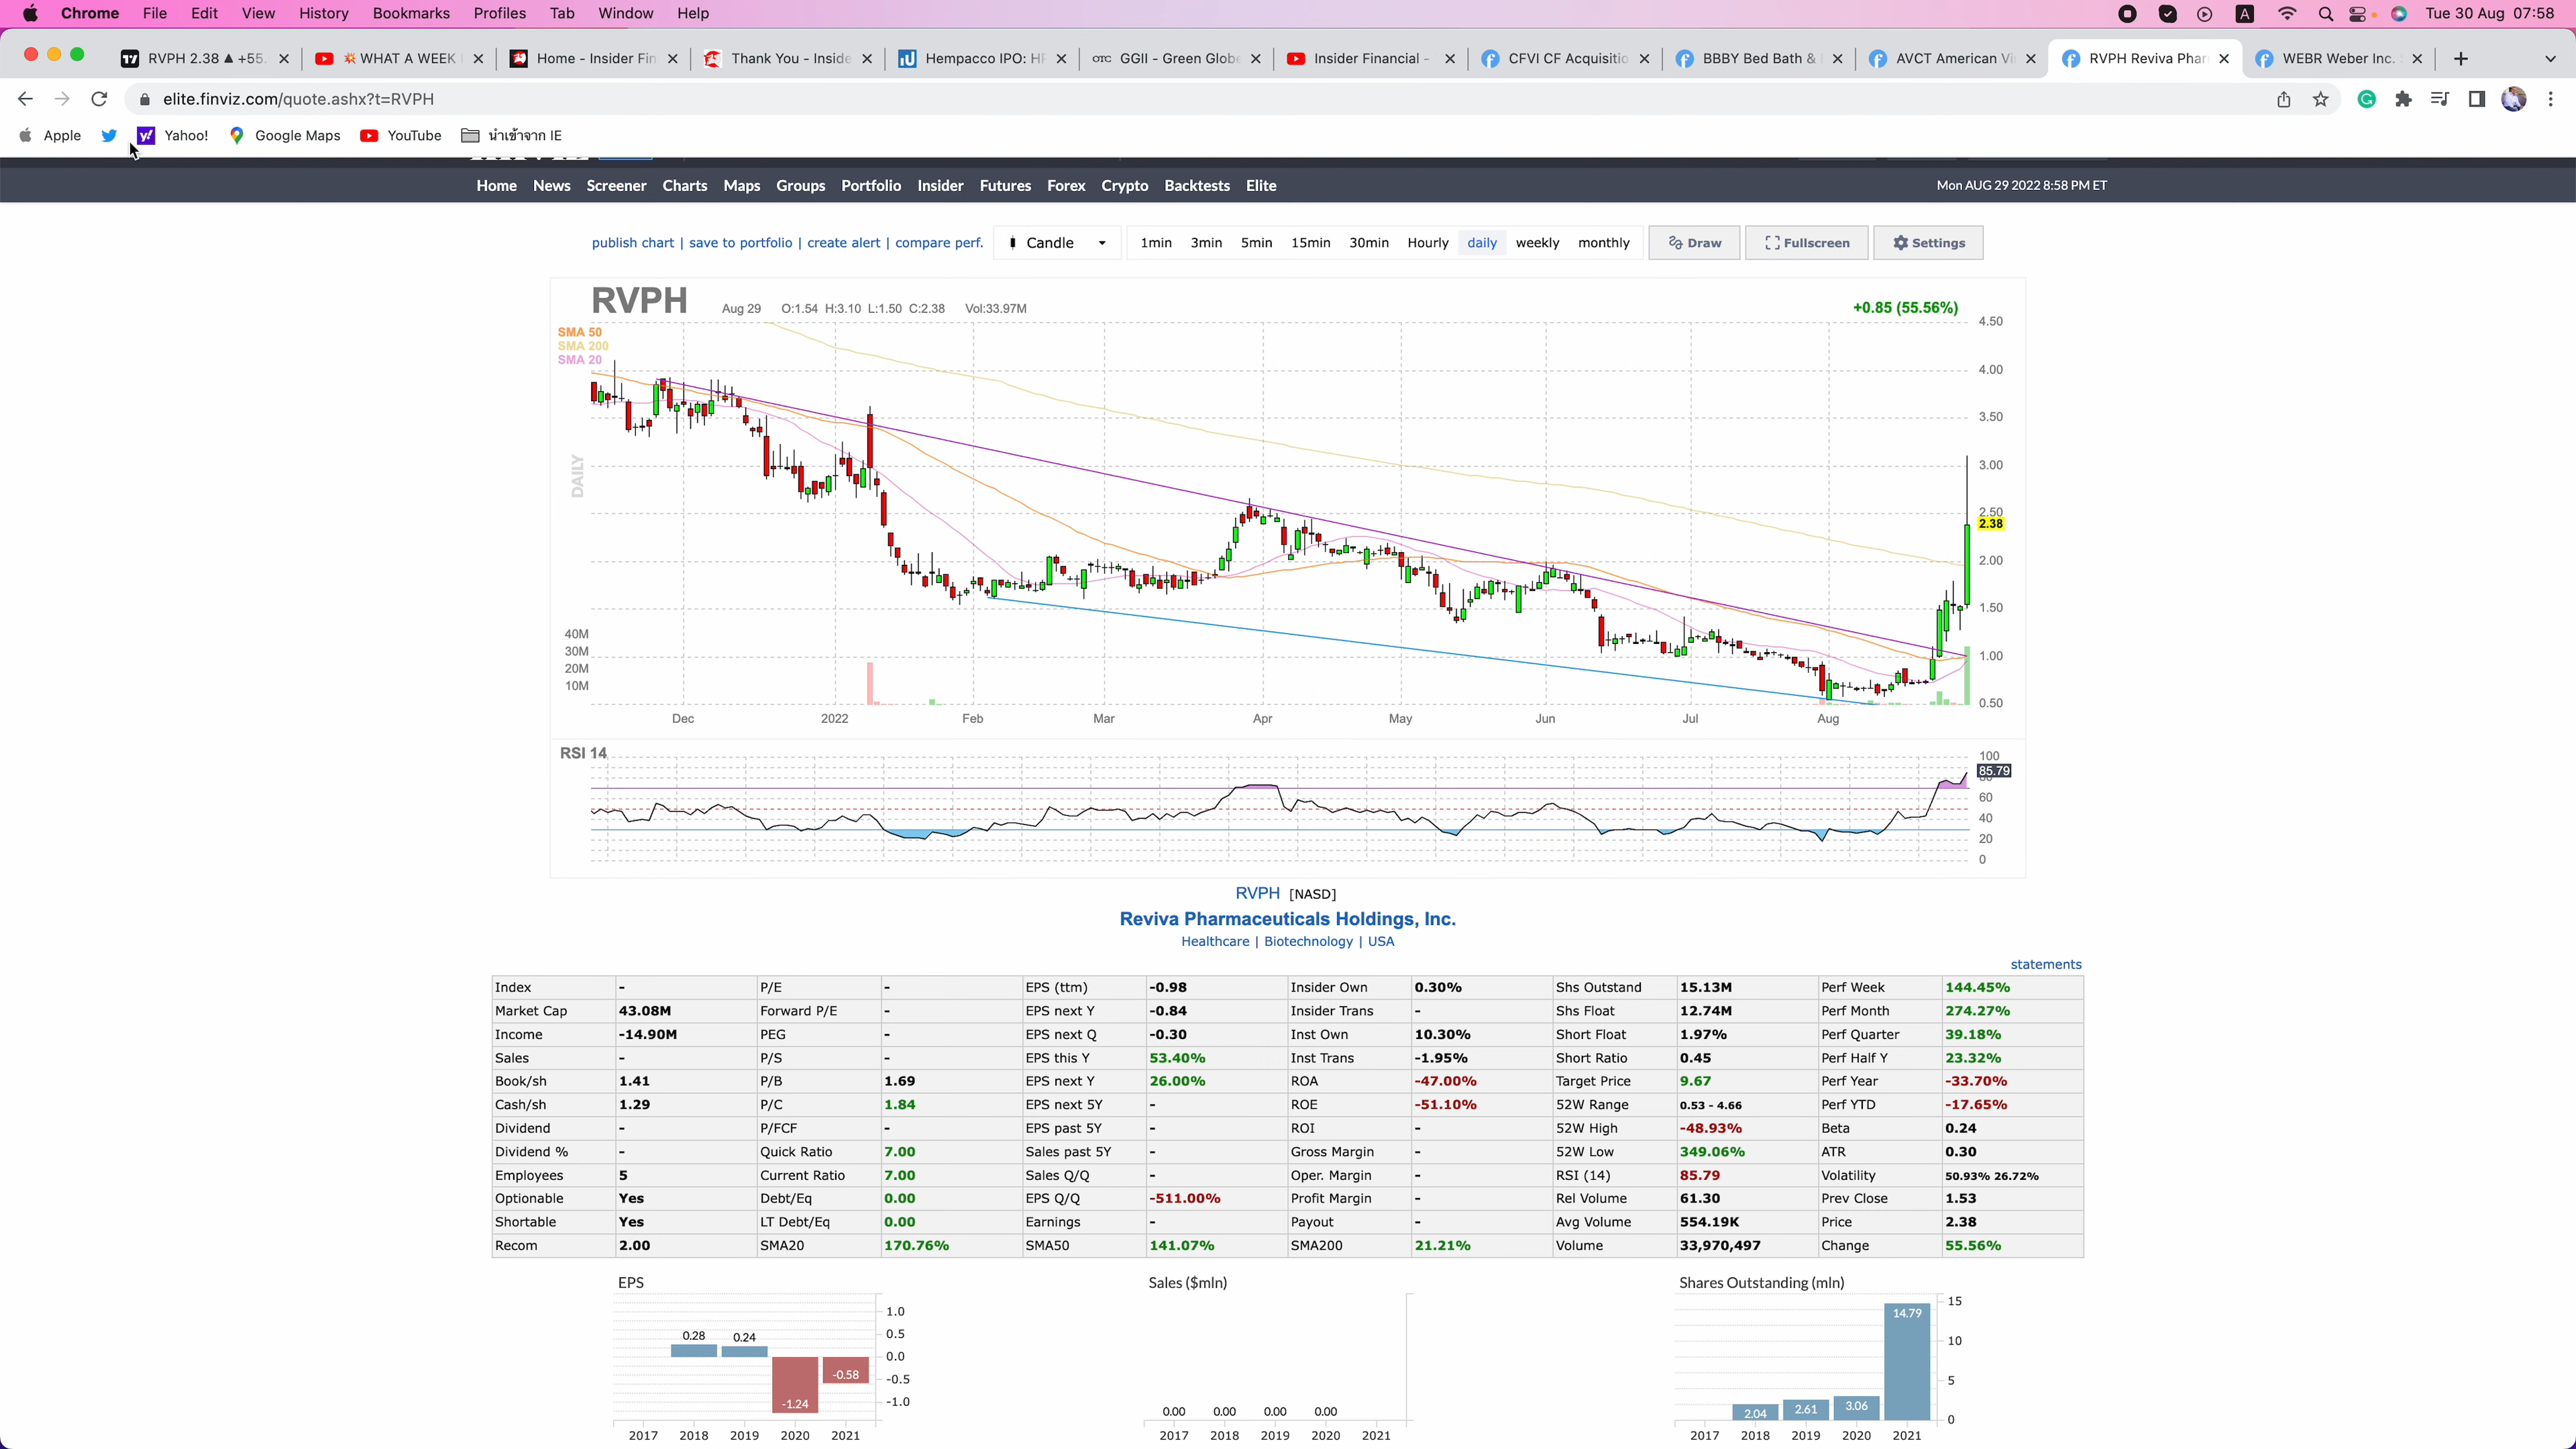 Chrome File Edit View History Bookmarks Profiles Tab Window Help A Tue 30 Aug 07:58
RVPH 2.38 ▲ +55. WHAT A WEEK Home - Insider Fin Thank You - Inside Hempacco IPO: HP OTC GGII - Green Globe Insider Financial - CFVI CF Acquisitio BBBY Bed Bath & AVCT American Vi RVPH Reviva Phar WEBR Weber Inc.
elite.finviz.com/quote.ashx?t=RVPH
Apple Yahoo! Google Maps YouTube นำเข้าจาก IE
Home News Screener Charts Maps Groups Portfolio Insider Futures Forex Crypto Backtests Elite Mon AUG 29 2022 8:58 PM ET
publish chart | save to portfolio | create alert | compare perf. Candle 1min 3min 5min 15min 30min Hourly daily weekly monthly Draw Fullscreen Settings
RVPH Aug 29 O:1.54 H:3.10 L:1.50 C:2.38 Vol:33.97M +0.85 (55.56%)
SMA 50
SMA 200
SMA 20
DAILY
4.50
4.00
3.50
3.00
2.50
2.38
2.00
1.50
1.00
0.50
40M
30M
20M
10M
Dec 2022 Feb Mar Apr May Jun Jul Aug
RSI 14
100
85.79
60
40
20
0
RVPH [NASD]
Reviva Pharmaceuticals Holdings, Inc.
Healthcare | Biotechnology | USA
statements
Index - P/E - EPS (ttm) -0.98 Insider Own 0.30% Shs Outstand 15.13M Perf Week 144.45%
Market Cap 43.08M Forward P/E - EPS next Y -0.84 Insider Trans - Shs Float 12.74M Perf Month 274.27%
Income -14.90M PEG - EPS next Q -0.30 Inst Own 10.30% Short Float 1.97% Perf Quarter 39.18%
Sales - P/S - EPS this Y 53.40% Inst Trans -1.95% Short Ratio 0.45 Perf Half Y 23.32%
Book/sh 1.41 P/B 1.69 EPS next Y 26.00% ROA -47.00% Target Price 9.67 Perf Year -33.70%
Cash/sh 1.29 P/C 1.84 EPS next 5Y - ROE -51.10% 52W Range 0.53 - 4.66 Perf YTD -17.65%
Dividend - P/FCF - EPS past 5Y - ROI - 52W High -48.93% Beta 0.24
Dividend % - Quick Ratio 7.00 Sales past 5Y - Gross Margin - 52W Low 349.06% ATR 0.30
Employees 5 Current Ratio 7.00 Sales Q/Q - Oper. Margin - RSI (14) 85.79 Volatility 50.93% 26.72%
Optionable Yes Debt/Eq 0.00 EPS Q/Q -511.00% Profit Margin - Rel Volume 61.30 Prev Close 1.53
Shortable Yes LT Debt/Eq 0.00 Earnings - Payout - Avg Volume 554.19K Price 2.38
Recom 2.00 SMA20 170.76% SMA50 141.07% SMA200 21.21% Volume 33,970,497 Change 55.56%
EPS Sales ($mln) Shares Outstanding (mln)
0.28 0.24 -1.24 -0.58
1.0
0.5
0.0
-0.5
-1.0
2017 2018 2019 2020 2021
0.00 0.00 0.00 0.00
2017 2018 2019 2020 2021
2.04 2.61 3.06 14.79
15
10
5
0
2017 2018 2019 2020 2021